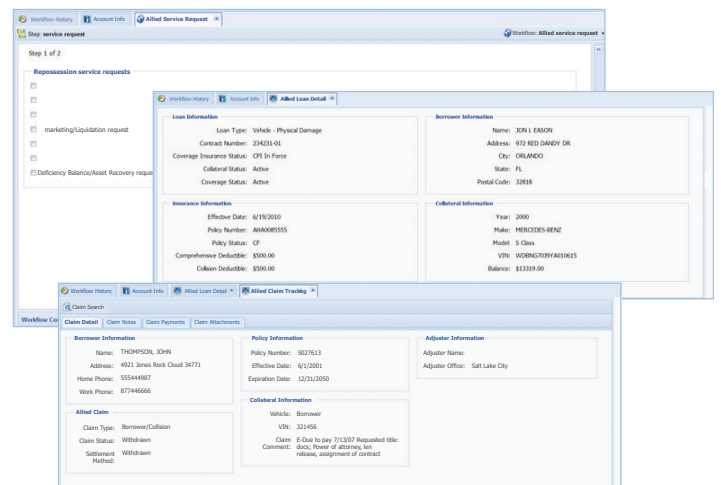 Workflow History Account Info Allied Service Request
Step: service request Workflow: Allied service request
Step 1 of 2
Repossession service requests
marketing/Liquidation request
Deficiency Balance/Asset Recovery reque
Workflow Co
Workflow History Account Info Allied Loan Detail
Loan Information
Loan Type: Vehicle - Physical Damage
Contract Number: 234231-01
Coverage Insurance Status: CPI In Force
Collateral Status: Active
Coverage Status: Active
Borrower Information
Name: JON L EASON
Address: 972 RED DANDY DR
City: ORLANDO
State: FL
Postal Code: 32818
Insurance Information
Effective Date: 6/19/2010
Policy Number: AHA0085555
Policy Status: CF
Comprehensive Deductible: $500.00
Collison Deductible: $500.00
Collateral Information
Year: 2000
Make: MERCEDES-BENZ
Model: S Class
VIN: WDBNG70J9YA010615
Balance: $13319.00
Workflow History Account Info Allied Loan Detail Allied Claim Tracking
Claim Search
Claim Detail Claim Notes Claim Payments Claim Attachments
Borrower Information
Name: THOMPSON, JOHN
Address: 4921 Jones Rock Cloud 34771
Home Phone: 555444987
Work Phone: 877446666
Policy Information
Policy Number: 5027613
Effective Date: 6/1/2001
Expiration Date: 12/31/2050
Adjuster Information
Adjuster Name:
Adjuster Office: Salt Lake City
Allied Claim
Claim Type: Borrower/Collision
Claim Status: Withdrawn
Settlement Method: Withdrawn
Collateral Information
Vehicle: Borrower
VIN: 321456
Claim Comment: E-Due to pay 7/13/07 Requested title:
docs; Power of attorney, len
release, assignment of contract